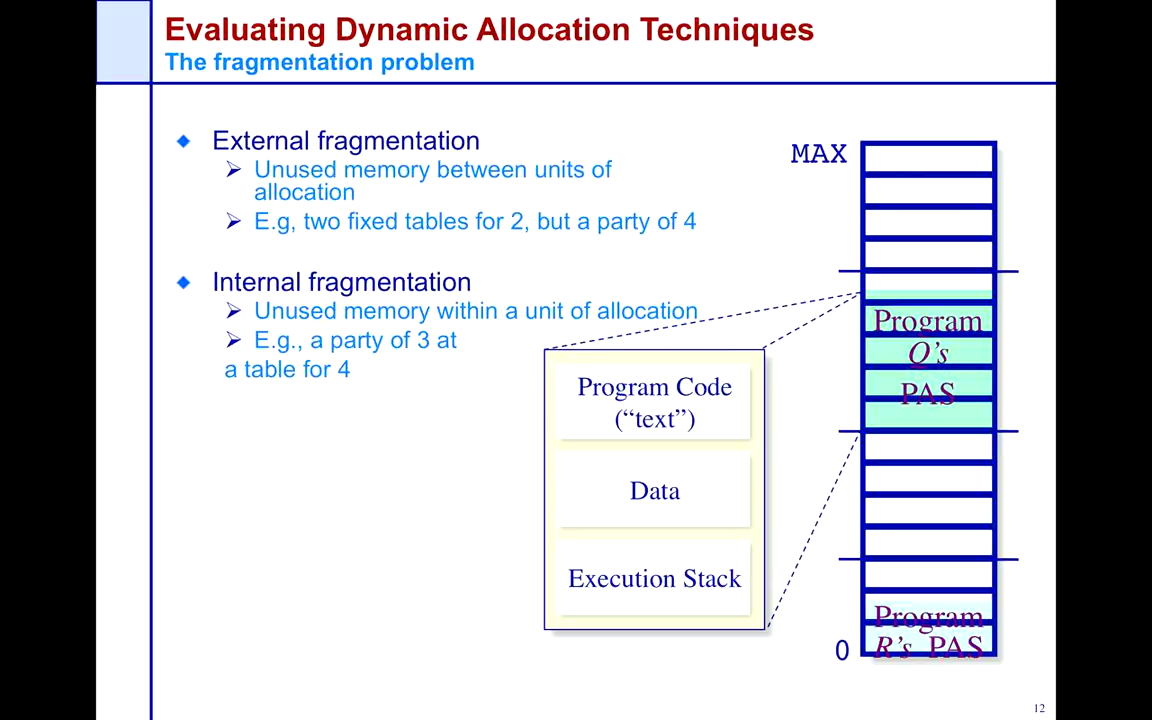 Evaluating Dynamic Allocation Techniques
The fragmentation problem
External fragmentation
Unused memory between units of
allocation
E.g, two fixed tables for 2, but a party of 4
Internal fragmentation
Unused memory within a unit of allocation
E.g., a party of 3 at
a table for 4
Program Code
(“text”)
Data
Execution Stack
MAX
Program
Q’s
PAS
Program
R’s PAS
0
12